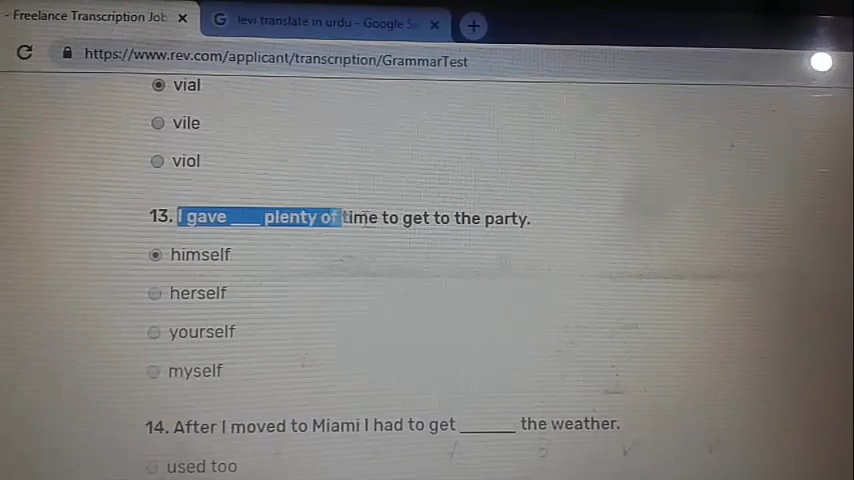 - Freelance Transcription Job
levi translate in urdu - Google Se
https://www.rev.com/applicant/transcription/GrammarTest
vial
vile
viol
13. I gave ____ plenty of time to get to the party.
himself
herself
yourself
myself
14. After I moved to Miami I had to get ______ the weather.
used too